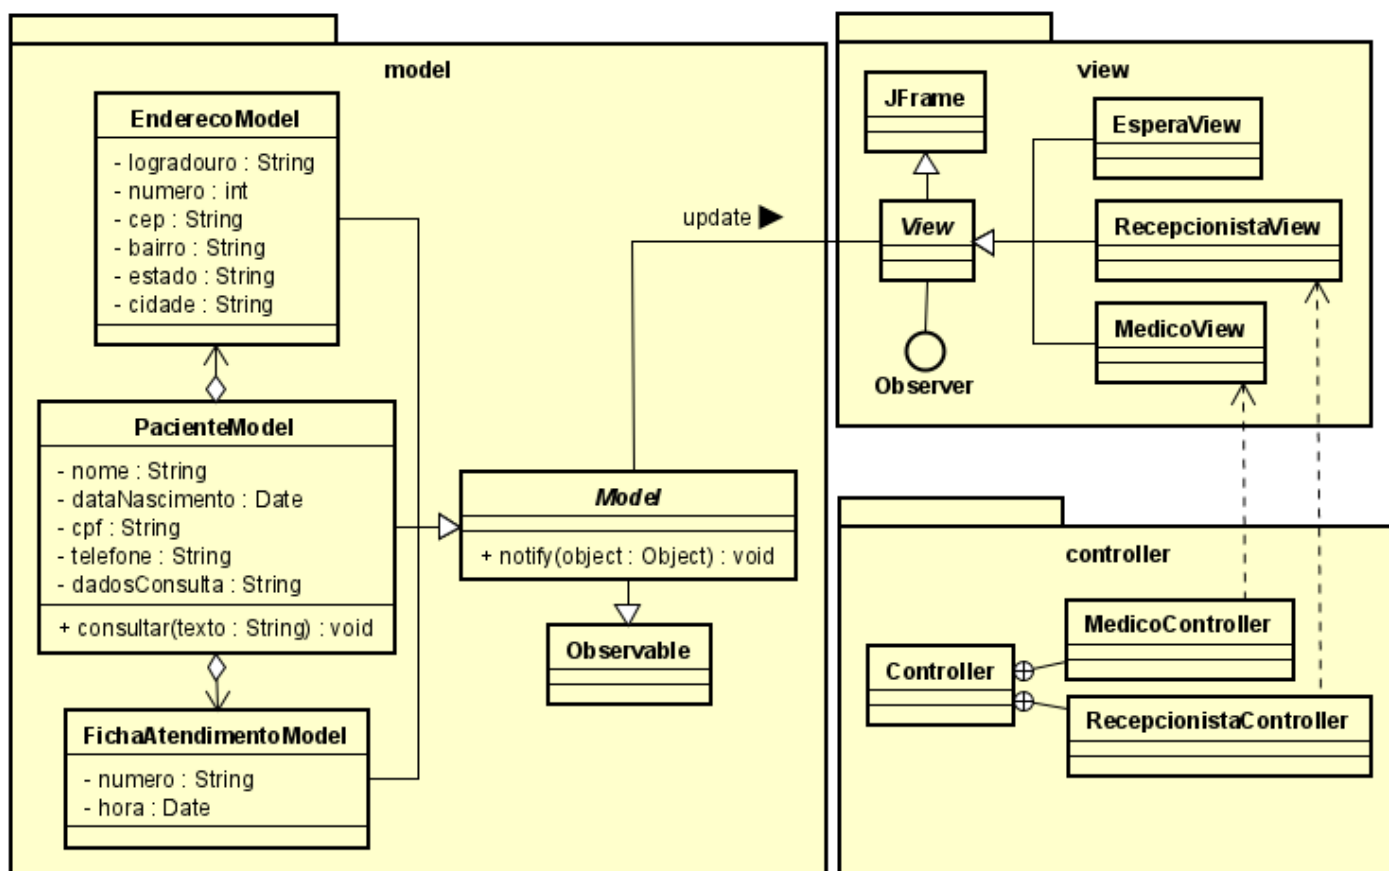 model
EnderecoModel
- logradouro : String
- numero : int
- cep : String
- bairro : String
- estado : String
- cidade : String
PacienteModel
- nome : String
- dataNascimento : Date
- cpf : String
- telefone : String
- dadosConsulta : String
+ consultar(texto : String) : void
FichaAtendimentoModel
- numero : String
- hora : Date
Model
+ notify(object : Object) : void
Observable
update
view
JFrame
View
Observer
EsperaView
RecepcionistaView
MedicoView
controller
Controller
MedicoController
RecepcionistaController